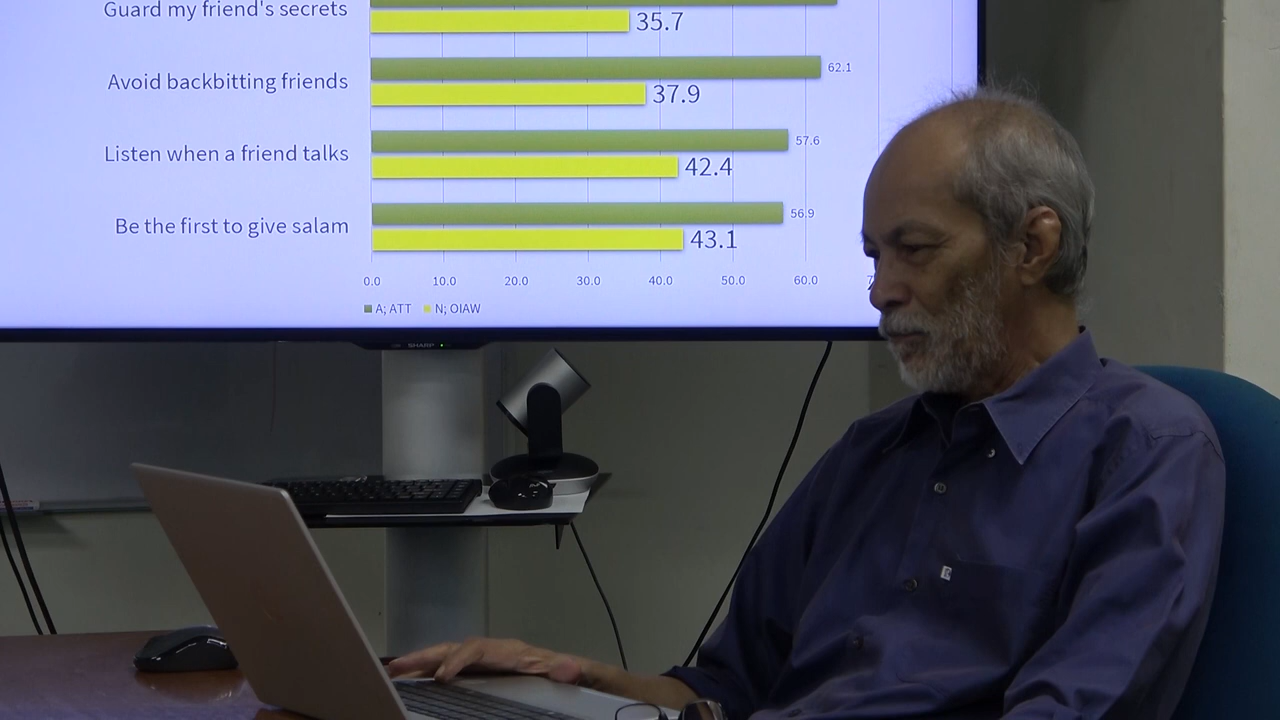 Guard my friend's secrets
35.7
Avoid backbitting friends
62.1
37.9
Listen when a friend talks
57.6
42.4
Be the first to give salam
56.9
43.1
0.0 10.0 20.0 30.0 40.0 50.0 60.0
A; ATT N; OIAW
SHARP